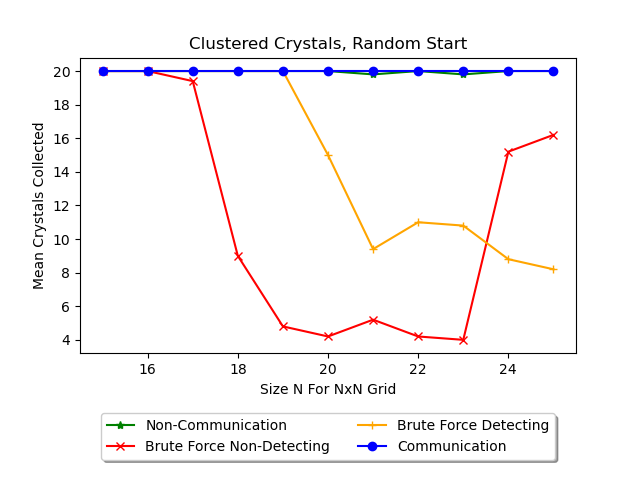 Clustered Crystals, Random Start
20
18
16
14
12
10
8
6
4
Mean Crystals Collected
16
18
20
22
24
Size N For NxN Grid
Non-Communication
Brute Force Non-Detecting
Brute Force Detecting
Communication